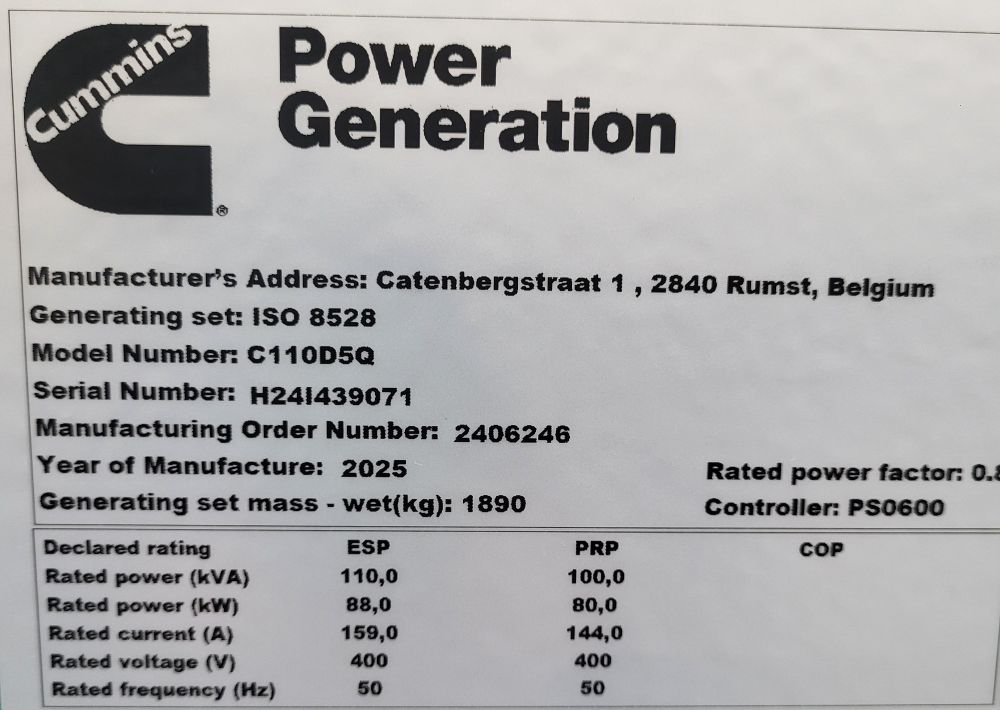 Cummins
®
Power
Generation
Manufacturer's Address: Catenbergstraat 1 , 2840 Rumst, Belgium
Generating set: ISO 8528
Model Number: C110D5Q
Serial Number: H24I439071
Manufacturing Order Number: 2406246
Year of Manufacture: 2025 Rated power factor: 0.8
Generating set mass - wet(kg): 1890 Controller: PS0600
Declared rating ESP PRP COP
Rated power (kVA) 110,0 100,0
Rated power (kW) 88,0 80,0
Rated current (A) 159,0 144,0
Rated voltage (V) 400 400
Rated frequency (Hz) 50 50